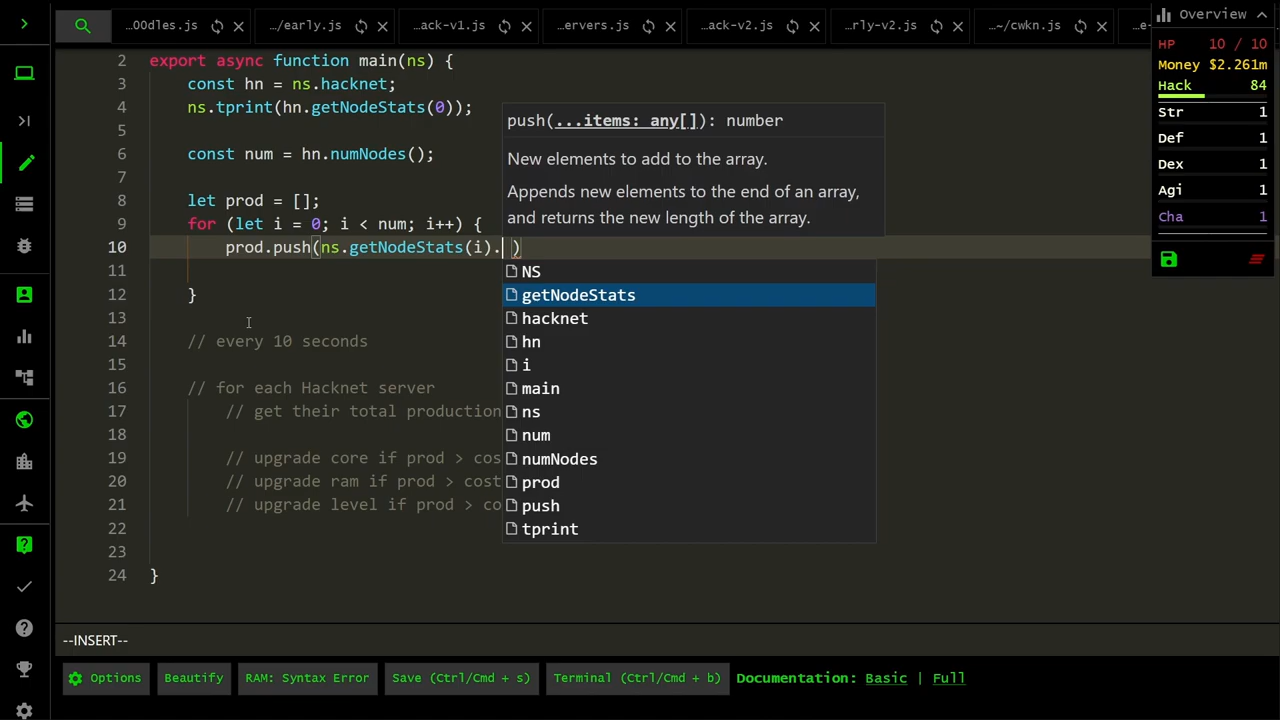 …OOdles.js
…/early.js
…ack-v1.js
…ervers.js
…ack-v2.js
…rly-v2.js
…~/cwkn.js
…e-
Overview
HP 10 / 10
Money $2.261m
Hack 84
Str 1
Def 1
Dex 1
Agi 1
Cha 1
2 export async function main(ns) {
3 const hn = ns.hacknet;
4 ns.tprint(hn.getNodeStats(0));
5
6 const num = hn.numNodes();
7
8 let prod = [];
9 for (let i = 0; i < num; i++) {
10 prod.push(ns.getNodeStats(i). )
11
12 }
13
14 // every 10 seconds
15
16 // for each Hacknet server
17 // get their total production
18
19 // upgrade core if prod > cos
20 // upgrade ram if prod > cost
21 // upgrade level if prod > co
22
23
24 }
push(...items: any[]): number
New elements to add to the array.
Appends new elements to the end of an array,
and returns the new length of the array.
NS
getNodeStats
hacknet
hn
i
main
ns
num
numNodes
prod
push
tprint
--INSERT--
Options
Beautify
RAM: Syntax Error
Save (Ctrl/Cmd + s)
Terminal (Ctrl/Cmd + b)
Documentation: Basic | Full